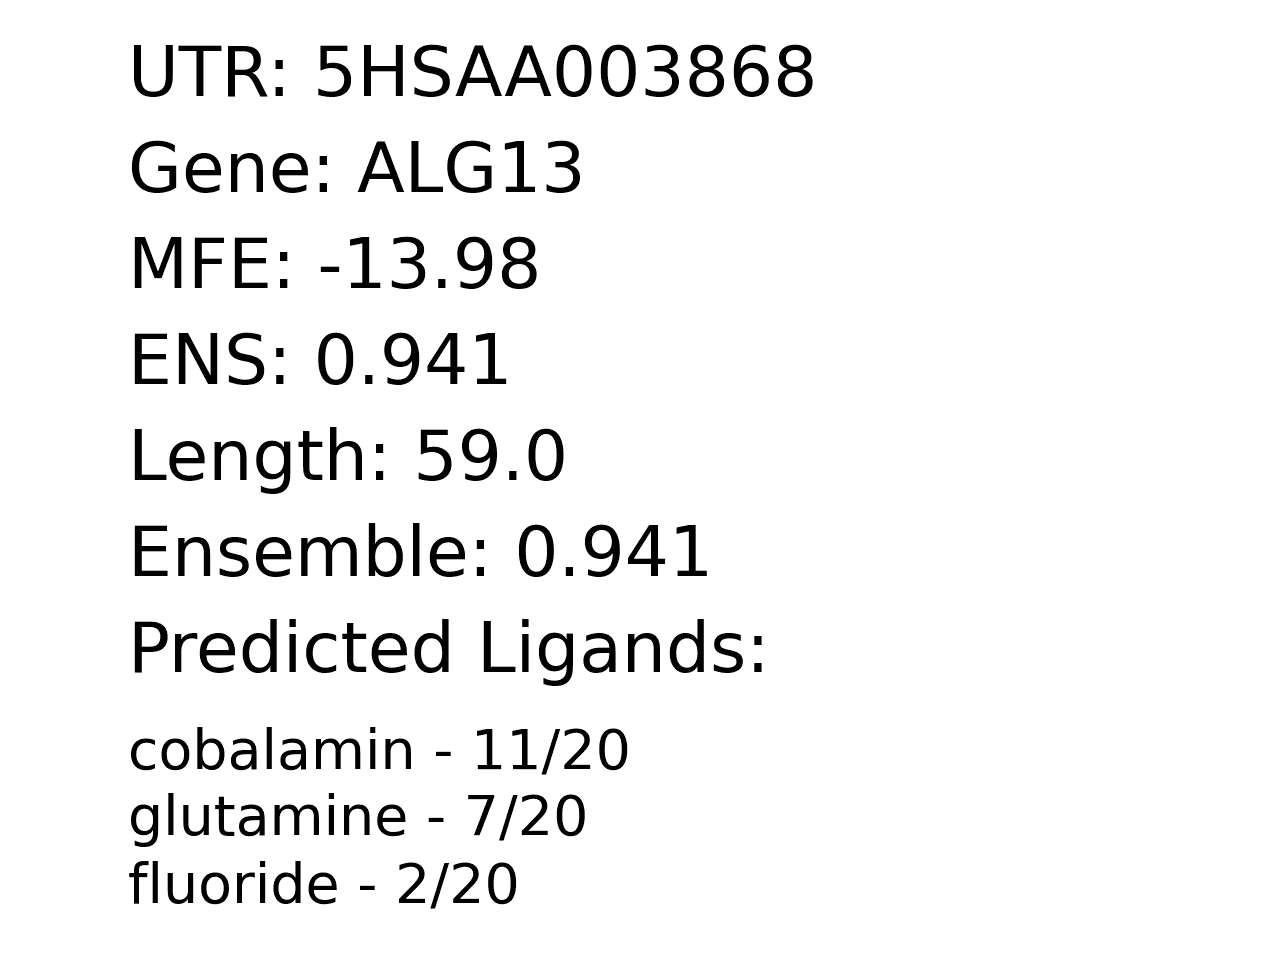 UTR: 5HSAA003868
Gene: ALG13
MFE: -13.98
ENS: 0.941
Length: 59.0
Ensemble: 0.941
Predicted Ligands:
cobalamin - 11/20
glutamine - 7/20
fluoride - 2/20